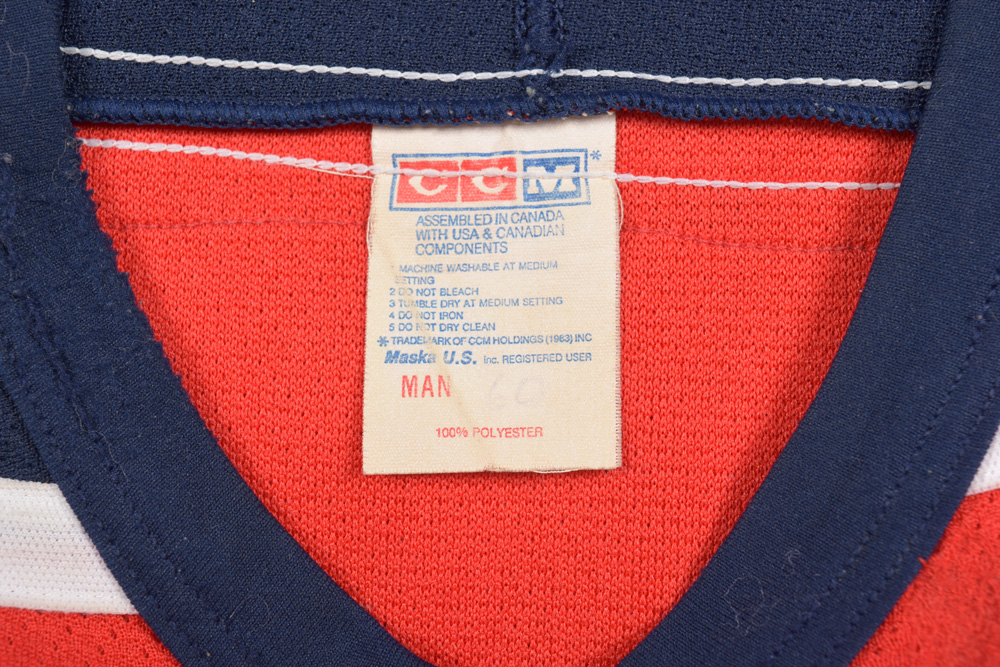 CCM*
ASSEMBLED IN CANADA
WITH USA & CANADIAN
COMPONENTS
MACHINE WASHABLE AT MEDIUM
SETTING
2 DO NOT BLEACH
3 TUMBLE DRY AT MEDIUM SETTING
4 DO NOT IRON
5 DO NOT DRY CLEAN
* TRADEMARK OF CCM HOLDINGS (1983) INC
Maska U.S. Inc. REGISTERED USER
MAN 60
100% POLYESTER